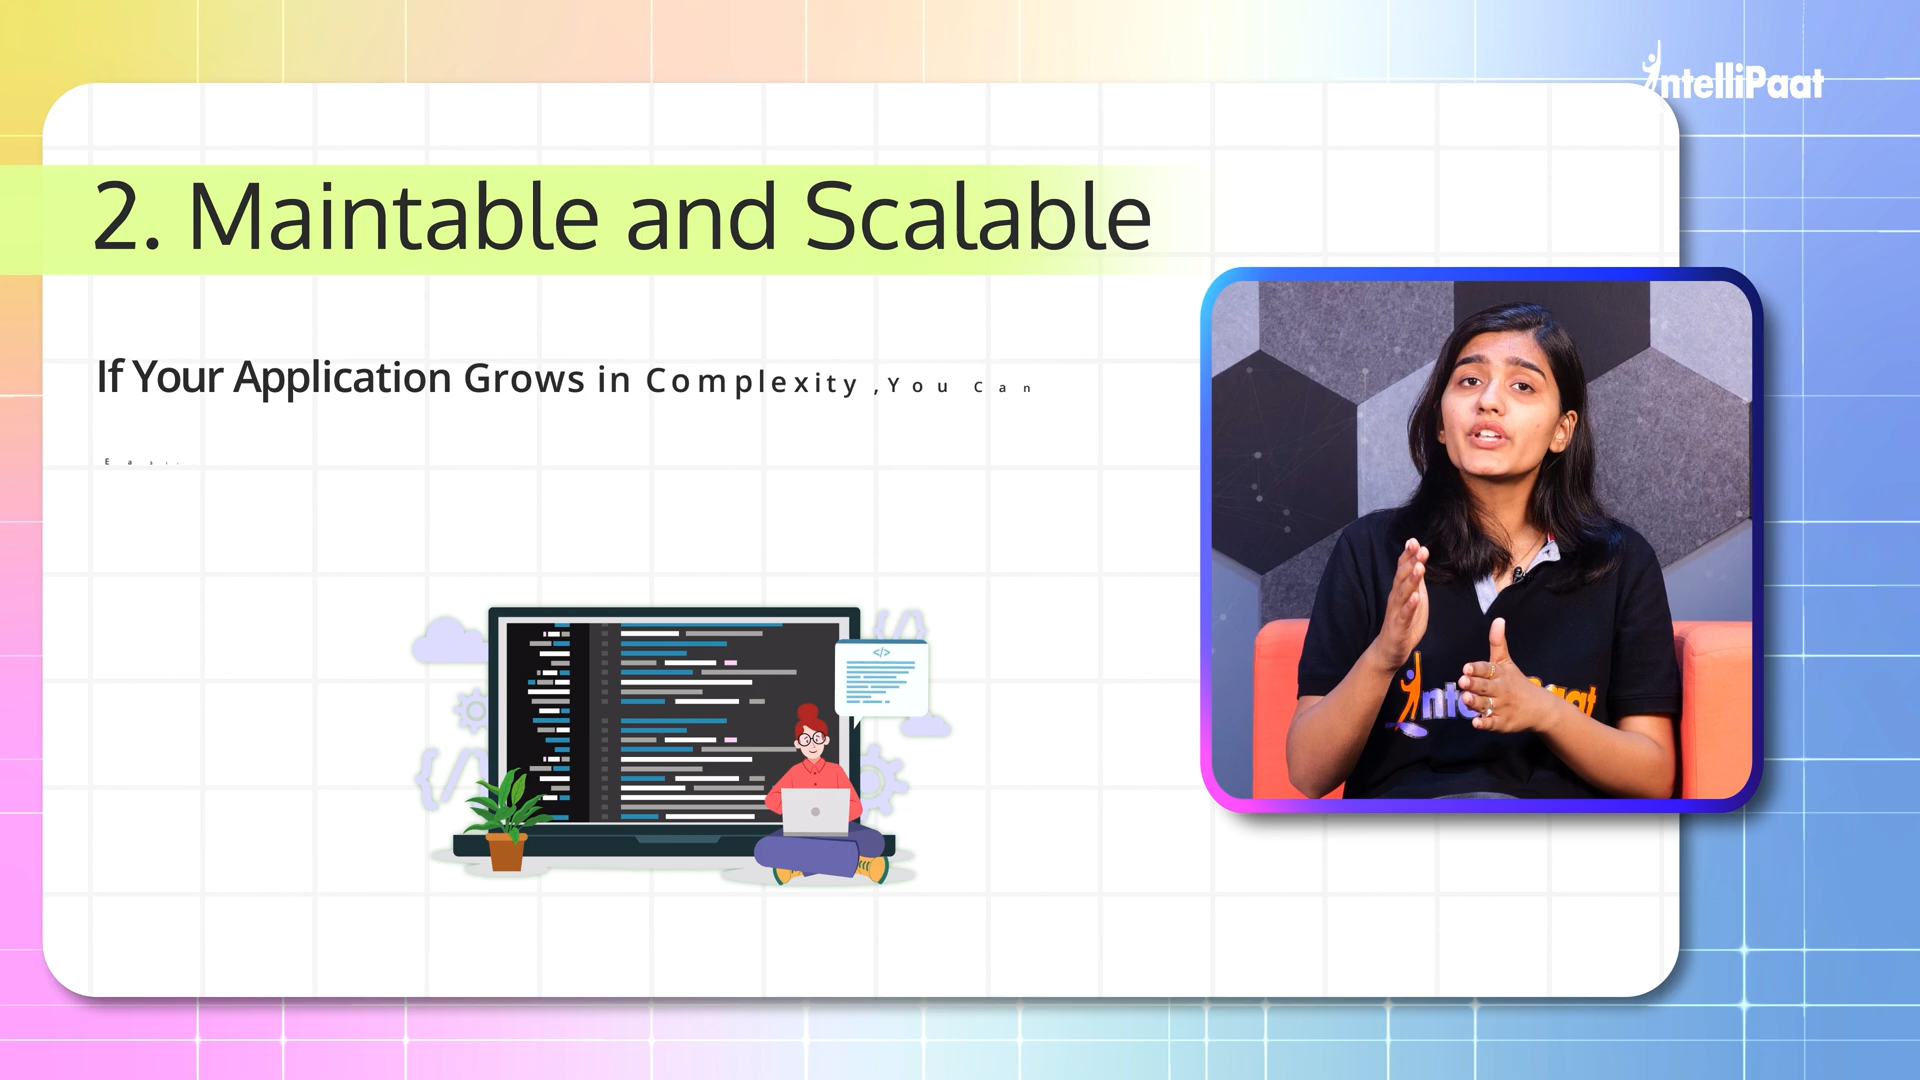 IntelliPaat
2. Maintable and Scalable
If Your Application Grows in Complexity ,You Can
</>